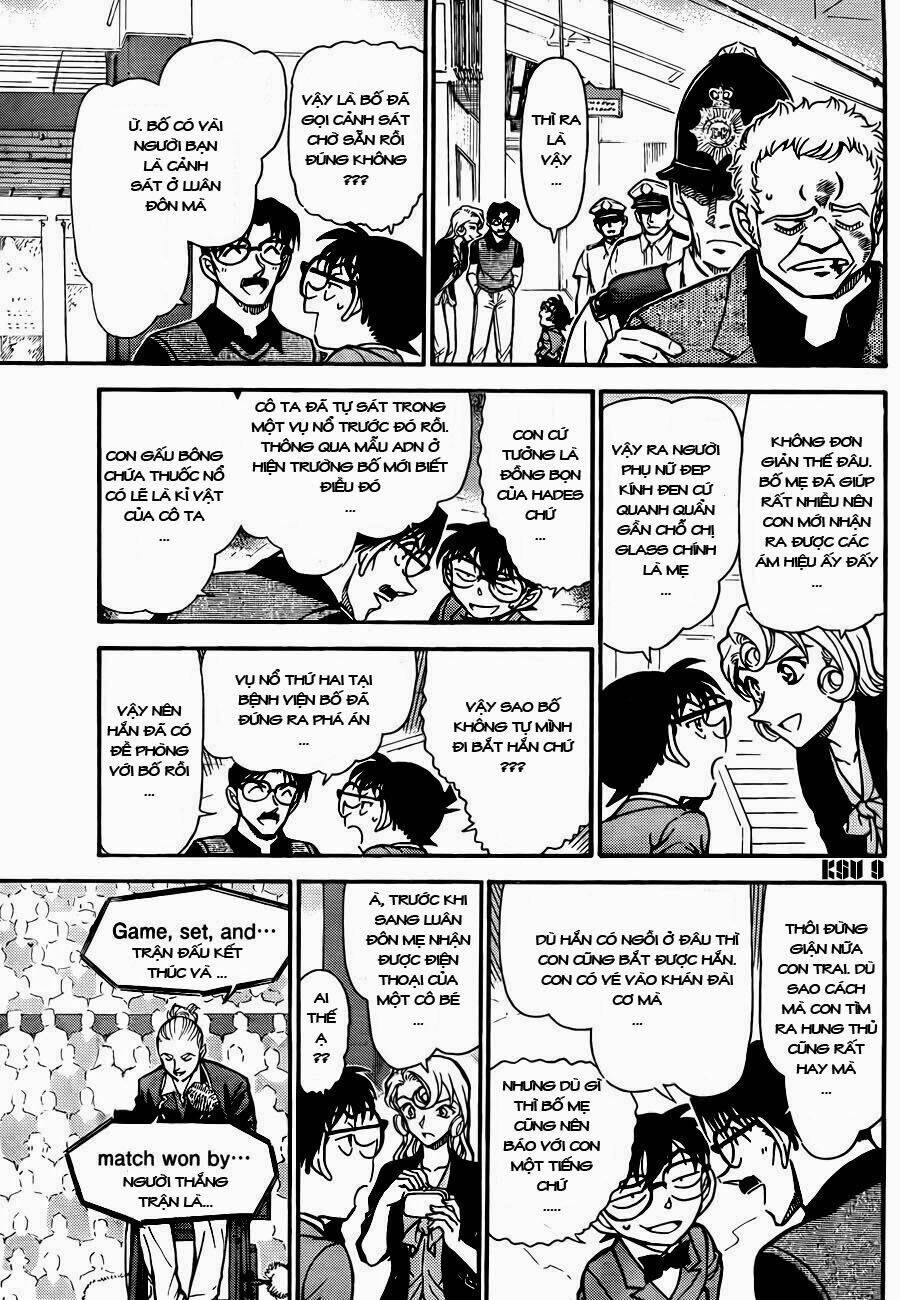 THÌ RA
LÀ
VẬY
...
VẬY LÀ BỐ ĐÃ
GỌI CẢNH SÁT
CHỜ SẴN RỒI
ĐÚNG KHÔNG
???
Ừ. BỐ CÓ VÀI
NGƯỜI BẠN
LÀ CẢNH
SÁT Ở LUÂN
ĐÔN MÀ
KHÔNG ĐƠN
GIẢN THẾ ĐÂU.
BỐ MẸ ĐÃ GIÚP
RẤT NHIỀU NÊN
CON MỚI NHẬN
RA ĐƯỢC CÁC
ÁM HIỆU ẤY ĐẤY
...
VẬY RA NGƯỜI
PHỤ NỮ ĐẸP
KÍNH ĐEN CỨ
QUANH QUẨN
GẦN CHỖ CHỊ
GLASS CHÍNH
LÀ MẸ
CON CỨ
TƯỞNG LÀ
ĐỒNG BỌN
CỦA HADES
CHỨ
...
CÔ TA ĐÃ TỰ SÁT TRONG
MỘT VỤ NỔ TRƯỚC ĐÓ RỒI.
THÔNG QUA MẪU ADN Ở
HIỆN TRƯỜNG BỐ MỚI BIẾT
ĐIỀU ĐÓ
...
CON GẤU BÔNG
CHỨA THUỐC NỔ
CÓ LẼ LÀ KỈ VẬT
CỦA CÔ TA
...
VẬY SAO BỐ
KHÔNG TỰ MÌNH
ĐI BẮT HẮN CHỨ
???
VỤ NỔ THỨ HAI TẠI
BỆNH VIỆN BỐ ĐÃ
ĐỨNG RA PHÁ ÁN
...
VẬY NÊN
HẮN ĐÃ CÓ
ĐỀ PHÒNG
VỚI BỐ RỒI
...
KSV 9
THÔI ĐỪNG
GIẬN NỮA
CON TRAI. DÙ
SAO CÁCH
MÀ CON TÌM
RA HUNG THỦ
CŨNG RẤT
HAY MÀ
...
DÙ HẮN CÓ NGỒI Ở ĐÂU THÌ
CON CŨNG BẮT ĐƯỢC HẮN.
CON CÓ VÉ VÀO KHÁN ĐÀI
CƠ MÀ
NHƯNG DÙ GÌ
THÌ BỐ MẸ
CŨNG NÊN
BÁO VỚI CON
MỘT TIẾNG
CHỨ
.....
À, TRƯỚC KHI
SANG LUÂN
ĐÔN MẸ NHẬN
ĐƯỢC ĐIỆN
THOẠI CỦA
MỘT CÔ BÉ
...
AI
THẾ
Ạ
??
Game, set, and…
TRẬN ĐẤU KẾT
THÚC VÀ ...
match won by…
NGƯỜI THẮNG
TRẬN LÀ...